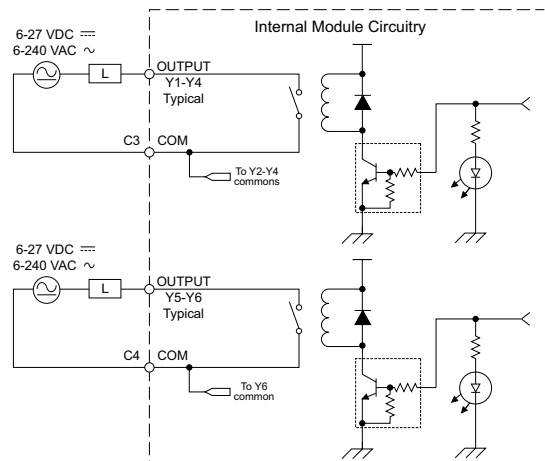 Internal Module Circuitry
6-27 VDC ⎓
6-240 VAC ∿
L
OUTPUT
Y1-Y4
Typical
C3
COM
To Y2-Y4
commons
6-27 VDC ⎓
6-240 VAC ∿
L
OUTPUT
Y5-Y6
Typical
C4
COM
To Y6
common